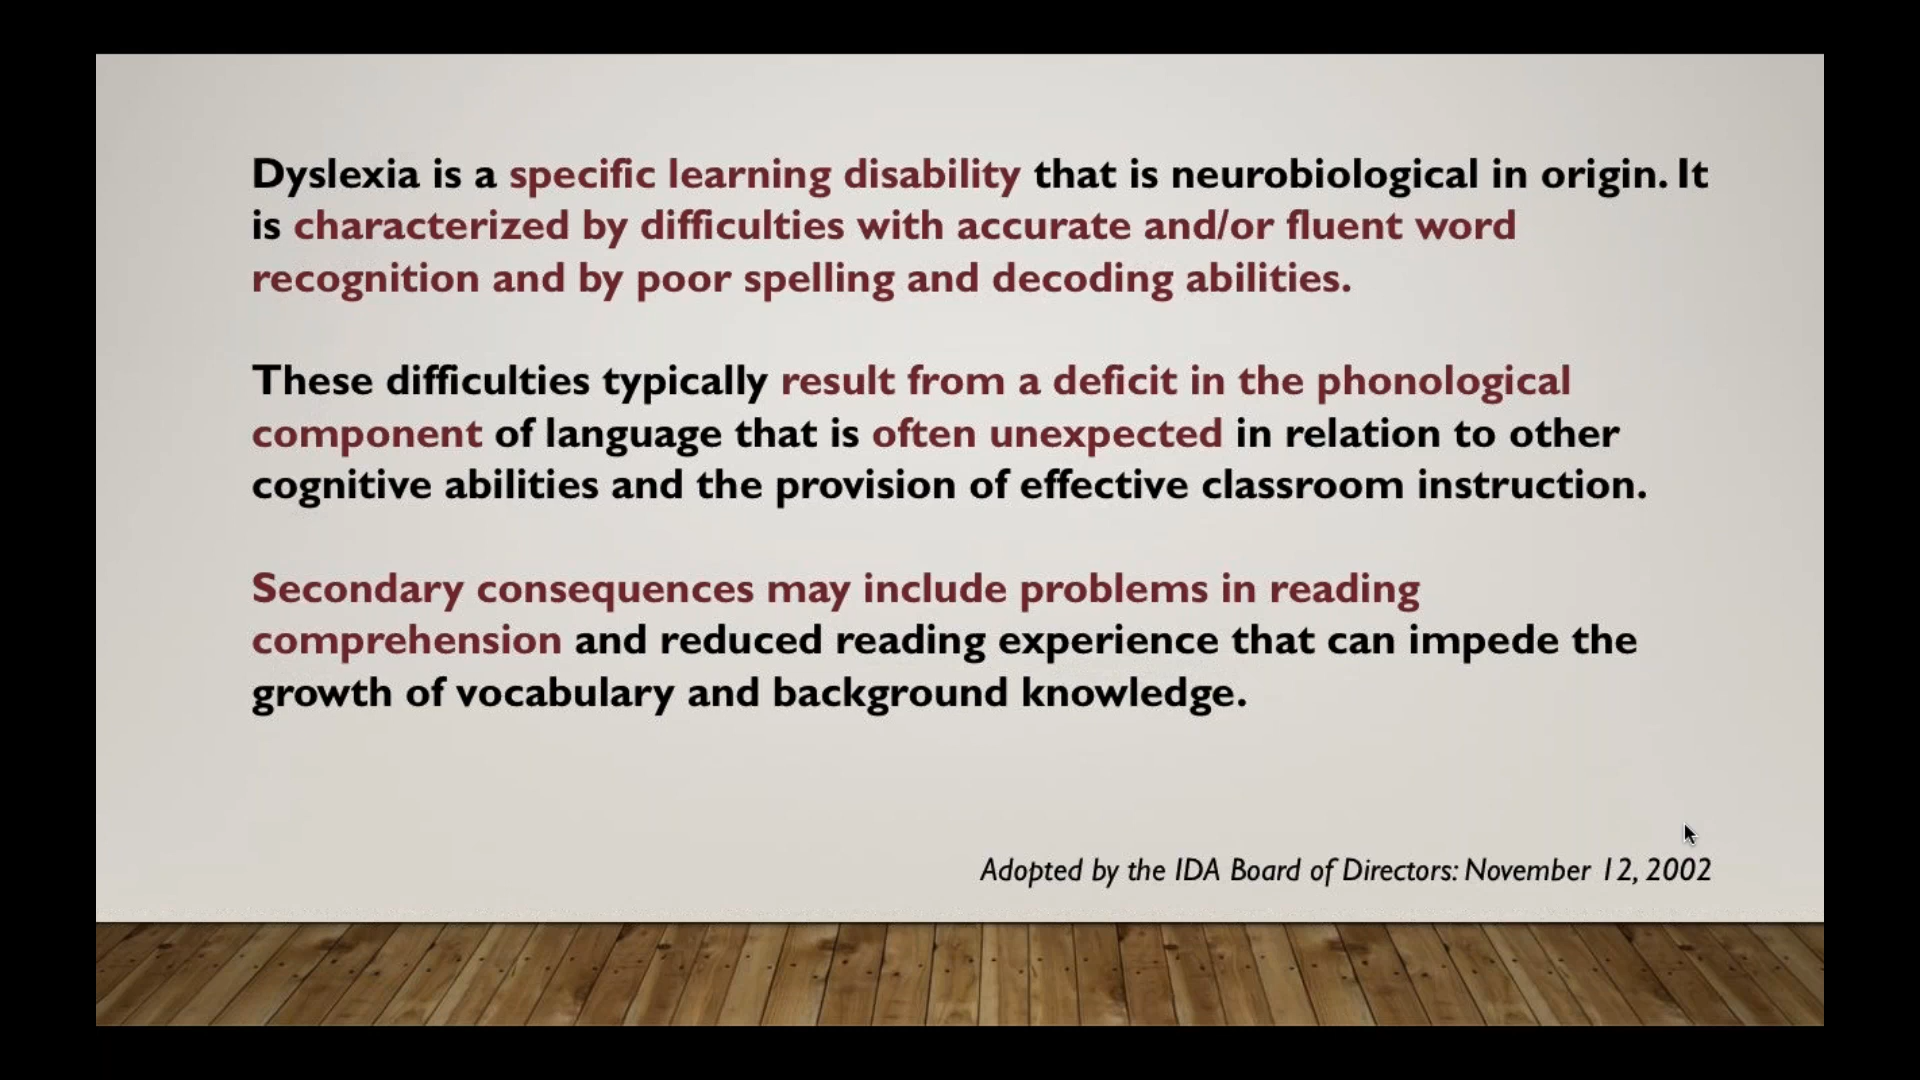 Dyslexia is a specific learning disability that is neurobiological in origin. It
is characterized by difficulties with accurate and/or fluent word
recognition and by poor spelling and decoding abilities.
These difficulties typically result from a deficit in the phonological
component of language that is often unexpected in relation to other
cognitive abilities and the provision of effective classroom instruction.
Secondary consequences may include problems in reading
comprehension and reduced reading experience that can impede the
growth of vocabulary and background knowledge.
Adopted by the IDA Board of Directors: November 12, 2002